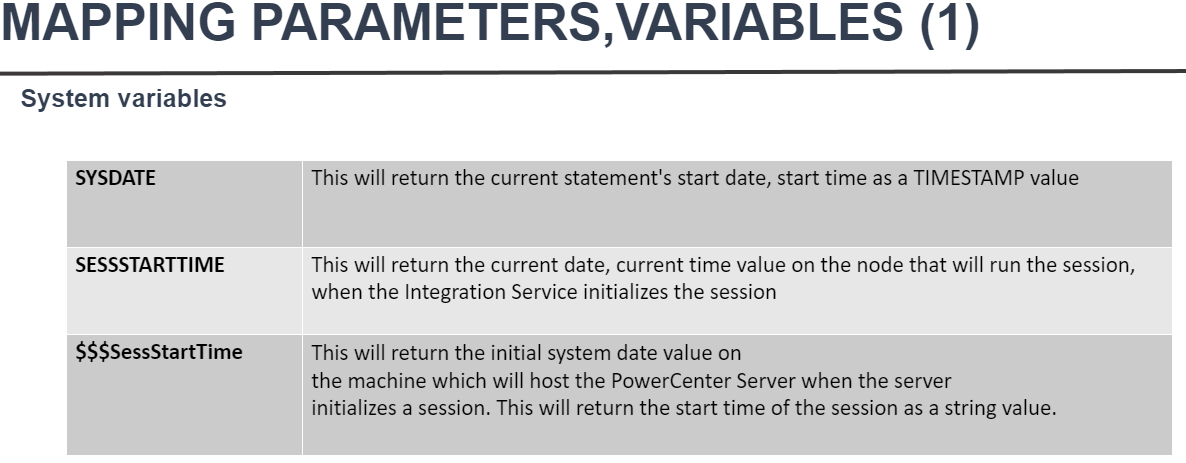 MAPPING PARAMETERS,VARIABLES (1)
System variables
SYSDATE
This will return the current statement's start date, start time as a TIMESTAMP value
SESSSTARTTIME
This will return the current date, current time value on the node that will run the session,
when the Integration Service initializes the session
$$$SessStartTime
This will return the initial system date value on
the machine which will host the PowerCenter Server when the server
initializes a session. This will return the start time of the session as a string value.